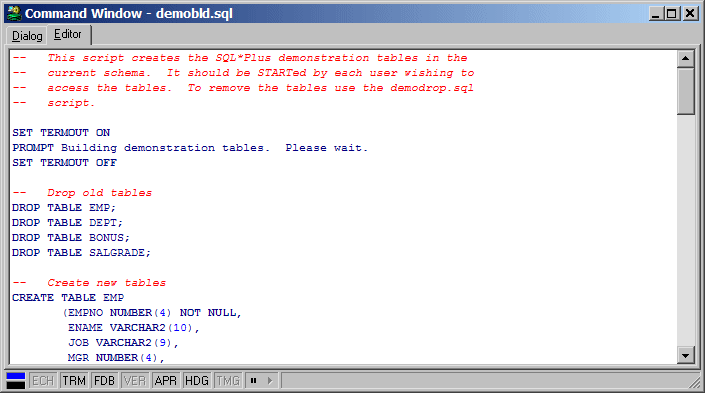 Command Window - demobld.sql
Dialog Editor
--   This script creates the SQL*Plus demonstration tables in the
--   current schema.  It should be STARTed by each user wishing to
--   access the tables.  To remove the tables use the demodrop.sql
--   script.
SET TERMOUT ON
PROMPT Building demonstration tables.  Please wait.
SET TERMOUT OFF
--   Drop old tables
DROP TABLE EMP;
DROP TABLE DEPT;
DROP TABLE BONUS;
DROP TABLE SALGRADE;
--   Create new tables
CREATE TABLE EMP
(EMPNO NUMBER(4) NOT NULL,
ENAME VARCHAR2(10),
JOB VARCHAR2(9),
MGR NUMBER(4),
ECH TRM FDB VER APR HDG TMG